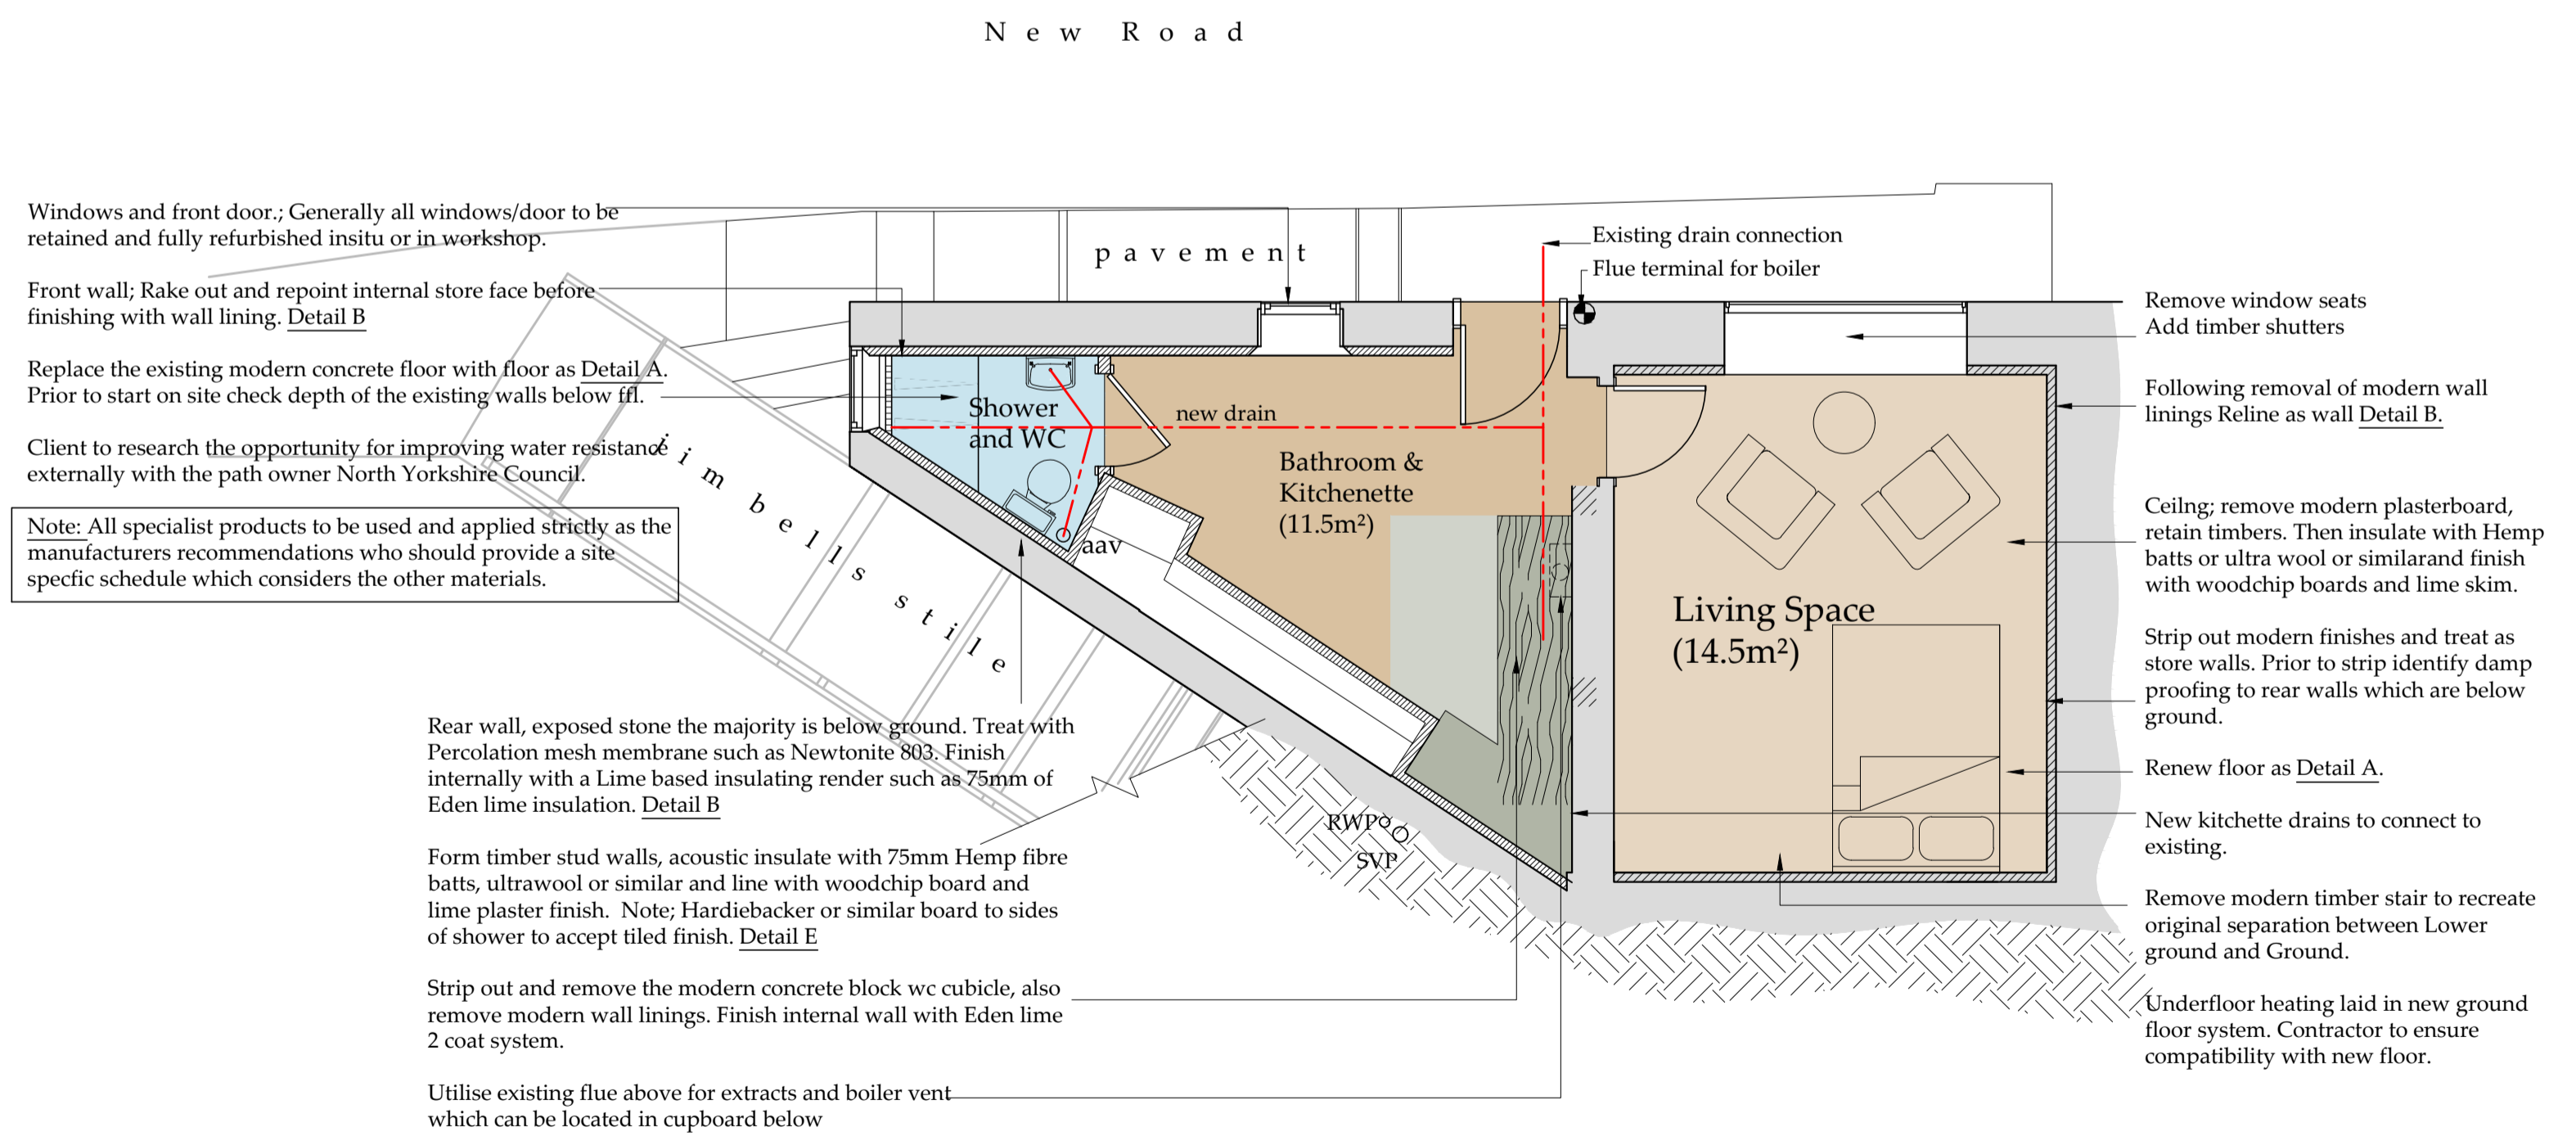 New Road
Windows and front door.; Generally all windows/door to be
retained and fully refurbished insitu or in workshop.
Front wall; Rake out and repoint internal store face before
finishing with wall lining. Detail B
Replace the existing modern concrete floor with floor as Detail A.
Prior to start on site check depth of the existing walls below ffl.
Client to research the opportunity for improving water resistance
externally with the path owner North Yorkshire Council.
Note: All specialist products to be used and applied strictly as the
manufacturers recommendations who should provide a site
specfic schedule which considers the other materials.
pavement
Existing drain connection
Flue terminal for boiler
jim bells stile
Shower
and WC
new drain
aav
Bathroom &
Kitchenette
(11.5m²)
Living Space
(14.5m²)
RWP
SVP
Rear wall, exposed stone the majority is below ground. Treat with
Percolation mesh membrane such as Newtonite 803. Finish
internally with a Lime based insulating render such as 75mm of
Eden lime insulation. Detail B
Form timber stud walls, acoustic insulate with 75mm Hemp fibre
batts, ultrawool or similar and line with woodchip board and
lime plaster finish.  Note; Hardiebacker or similar board to sides
of shower to accept tiled finish. Detail E
Strip out and remove the modern concrete block wc cubicle, also
remove modern wall linings. Finish internal wall with Eden lime
2 coat system.
Utilise existing flue above for extracts and boiler vent
which can be located in cupboard below
Remove window seats
Add timber shutters
Following removal of modern wall
linings Reline as wall Detail B.
Ceilng; remove modern plasterboard,
retain timbers. Then insulate with Hemp
batts or ultra wool or similarand finish
with woodchip boards and lime skim.
Strip out modern finishes and treat as
store walls. Prior to strip identify damp
proofing to rear walls which are below
ground.
Renew floor as Detail A.
New kitchette drains to connect to
existing.
Remove modern timber stair to recreate
original separation between Lower
ground and Ground.
Underfloor heating laid in new ground
floor system. Contractor to ensure
compatibility with new floor.